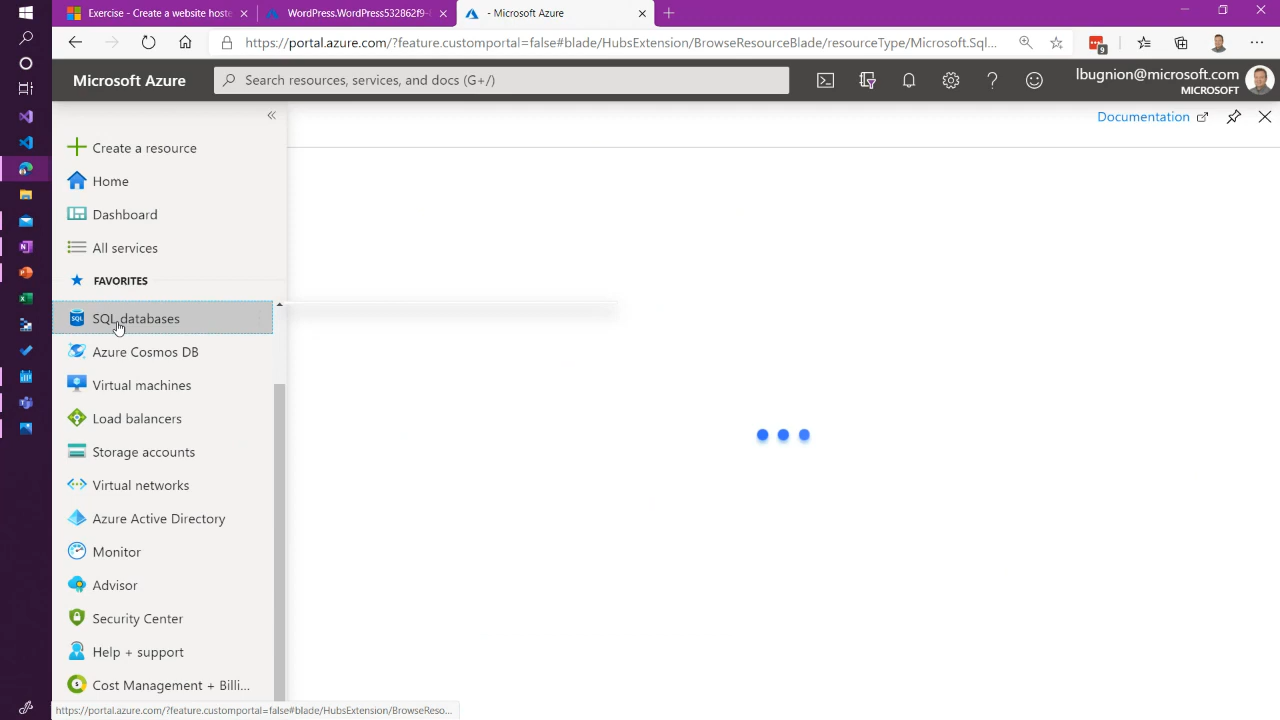 Exercise - Create a website hoste
WordPress.WordPress532862f9-
- Microsoft Azure
https://portal.azure.com/?feature.customportal=false#blade/HubsExtension/BrowseResourceBlade/resourceType/Microsoft.Sql...
9
Microsoft Azure
Search resources, services, and docs (G+/)
lbugnion@microsoft.com
MICROSOFT
Documentation
Create a resource
Home
Dashboard
All services
FAVORITES
SQL databases
Azure Cosmos DB
Virtual machines
Load balancers
Storage accounts
Virtual networks
Azure Active Directory
Monitor
Advisor
Security Center
Help + support
Cost Management + Billi...
https://portal.azure.com/?feature.customportal=false#blade/HubsExtension/BrowseReso...